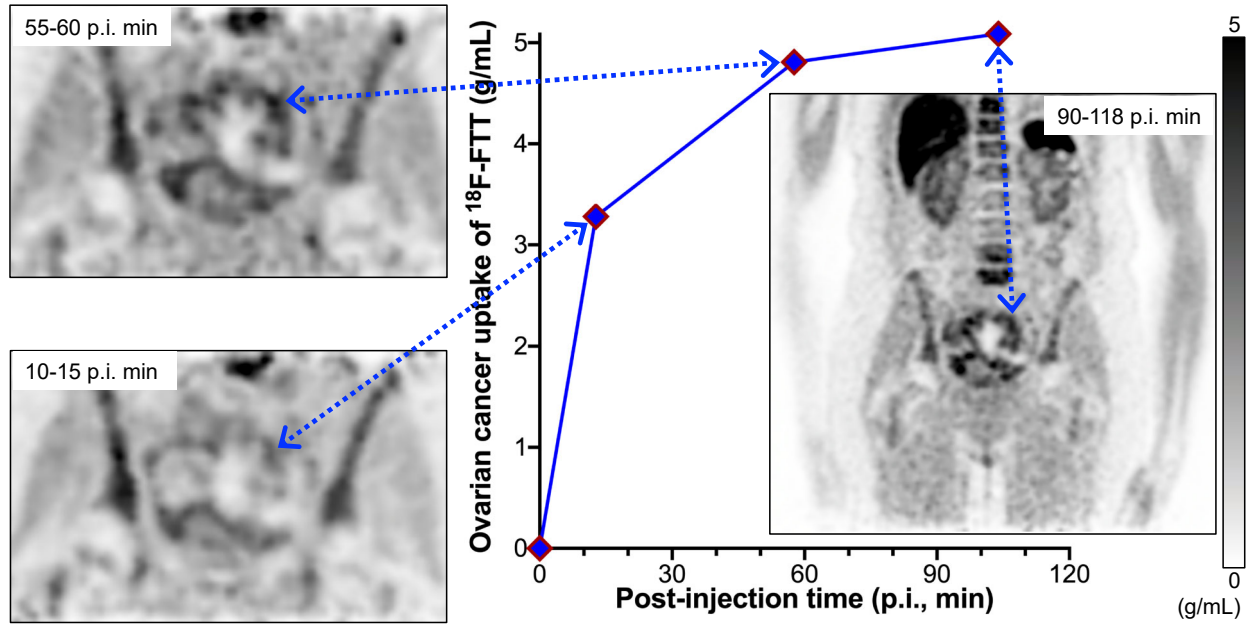 55-60 p.i. min
10-15 p.i. min
Ovarian cancer uptake of ¹⁸F-FTT (g/mL)
5
4
3
2
1
0
0 30 60 90 120
Post-injection time (p.i., min)
90-118 p.i. min
5
0
(g/mL)